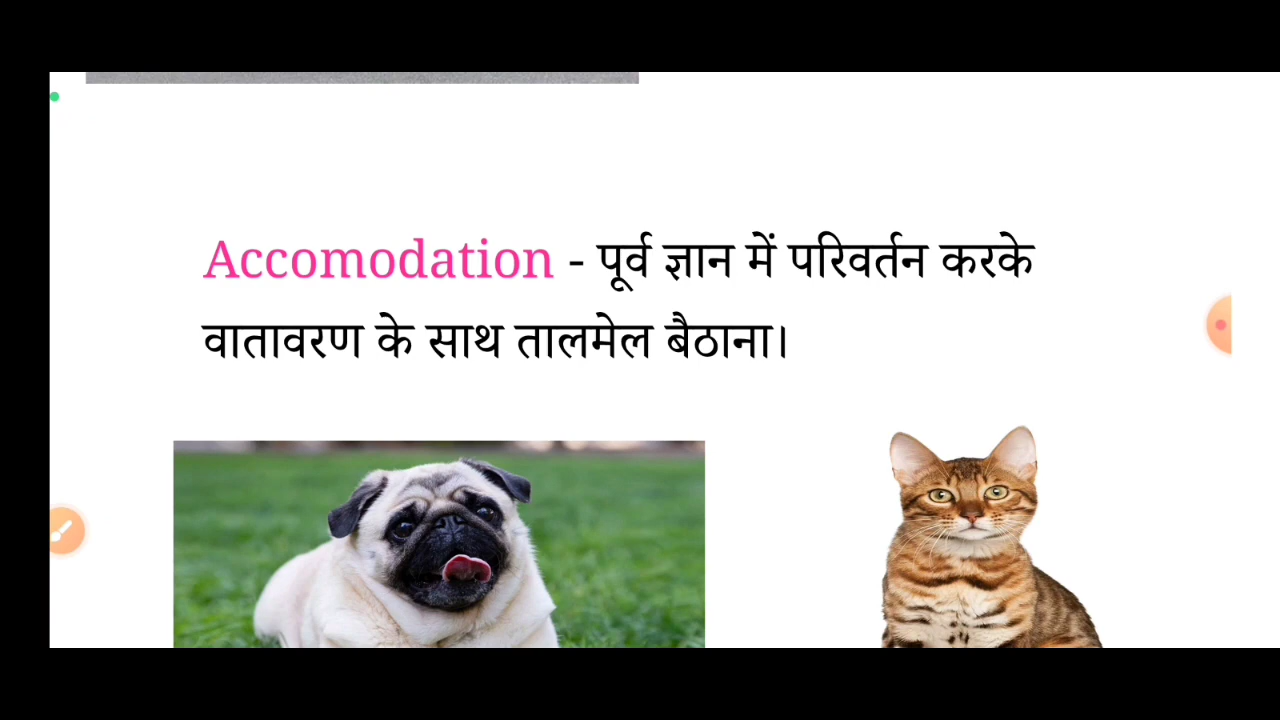 Accomodation - पूर्व ज्ञान में परिवर्तन करके
वातावरण के साथ तालमेल बैठाना।